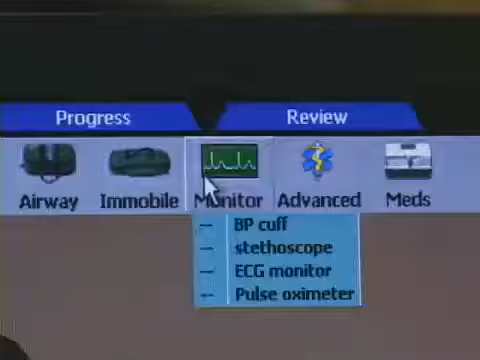 Progress Review
Airway Immobile Monitor Advanced Meds
BP cuff
stethoscope
ECG monitor
Pulse oximeter